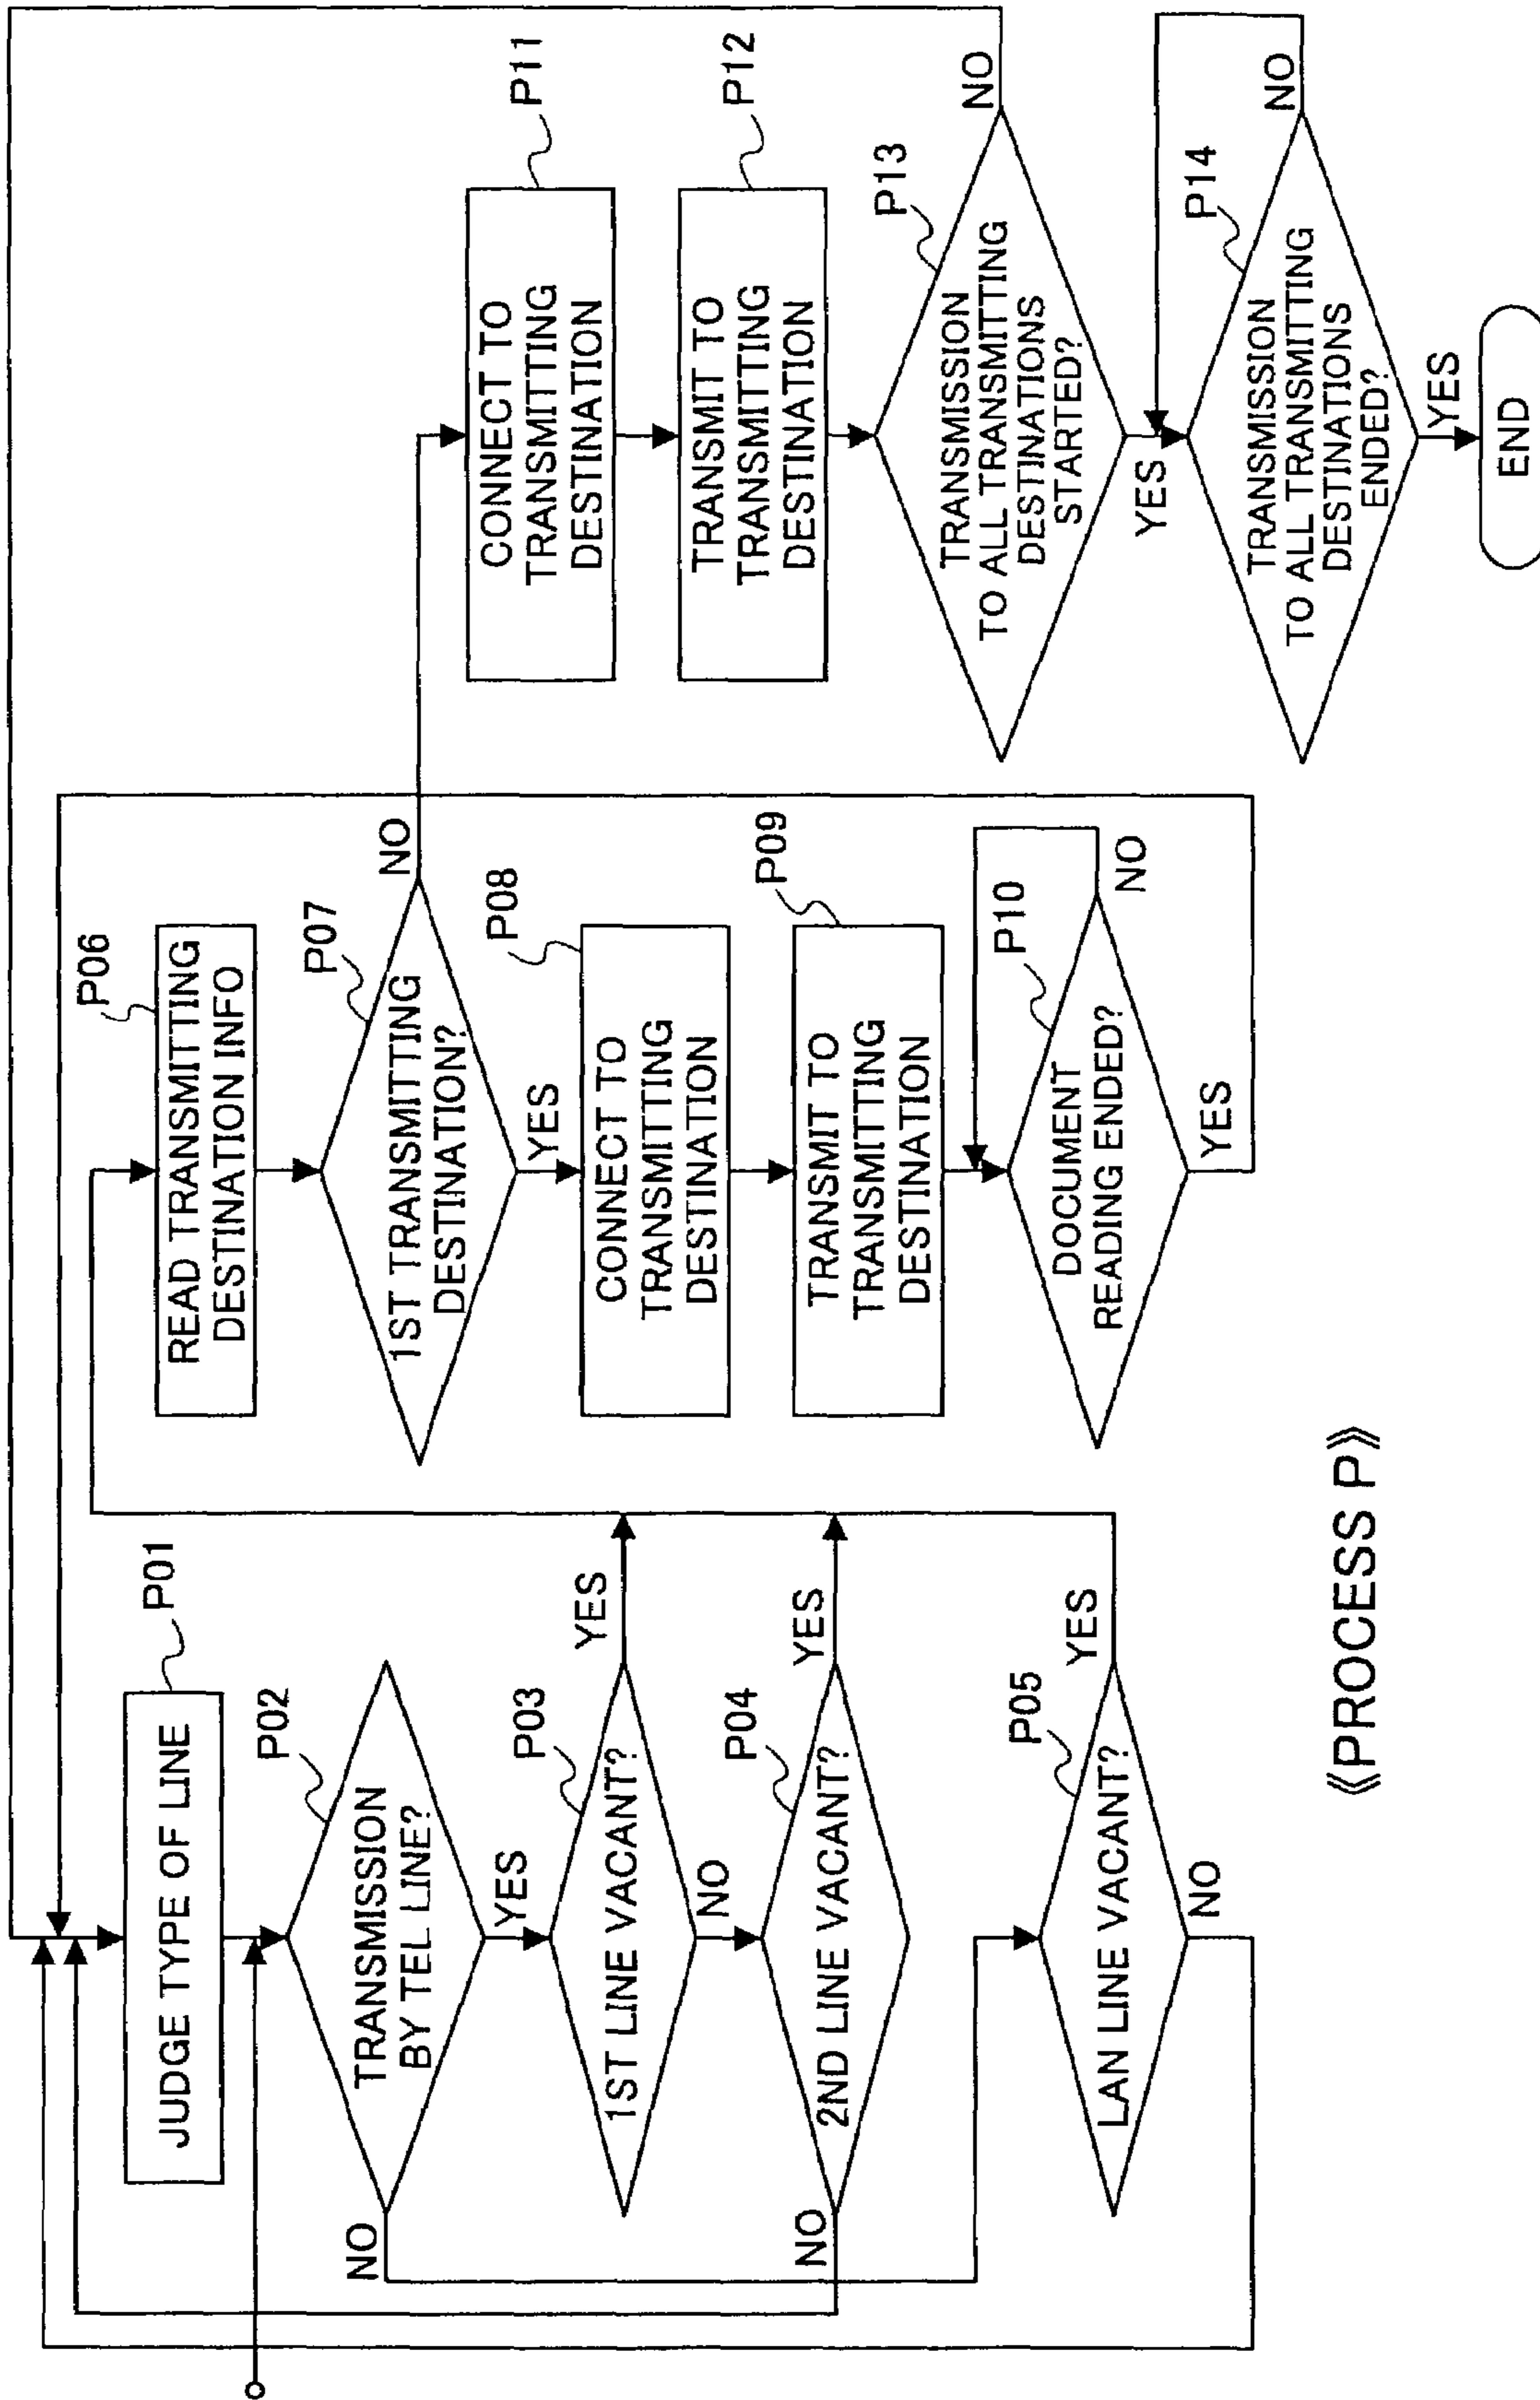 P01
JUDGE TYPE OF LINE
P02
TRANSMISSION
BY TEL LINE?
NO
YES
P03
1ST LINE VACANT?
YES
NO
P04
2ND LINE VACANT?
YES
NO
P05
LAN LINE VACANT?
YES
NO
P06
READ TRANSMITTING
DESTINATION INFO
P07
1ST TRANSMITTING
DESTINATION?
NO
YES
P08
CONNECT TO
TRANSMITTING
DESTINATION
P09
TRANSMIT TO
TRANSMITTING
DESTINATION
P10
DOCUMENT
READING ENDED?
NO
YES
P11
CONNECT TO
TRANSMITTING
DESTINATION
P12
TRANSMIT TO
TRANSMITTING
DESTINATION
P13
TRANSMISSION
TO ALL TRANSMITTING
DESTINATIONS
STARTED?
NO
YES
P14
TRANSMISSION
TO ALL TRANSMITTING
DESTINATIONS
ENDED?
NO
YES
END
《PROCESS P》